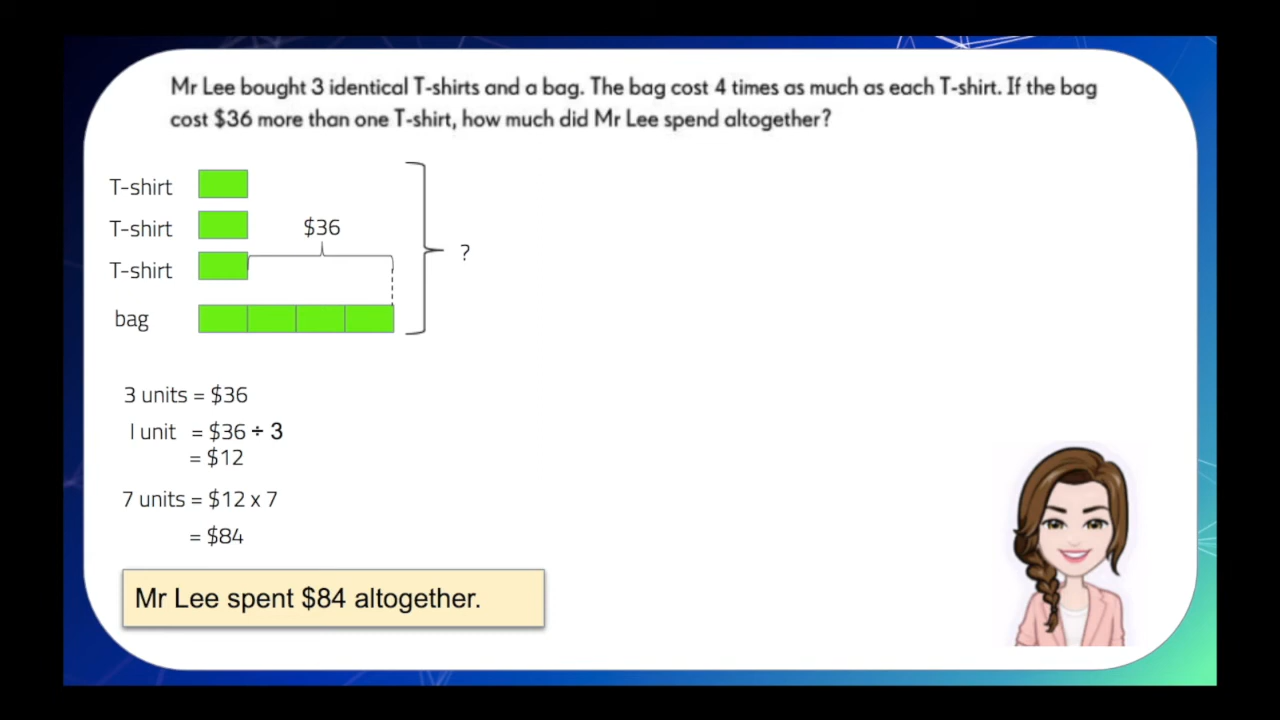 Mr Lee bought 3 identical T-shirts and a bag. The bag cost 4 times as much as each T-shirt. If the bag
cost $36 more than one T-shirt, how much did Mr Lee spend altogether?
T-shirt
T-shirt
$36
T-shirt
?
bag
3 units = $36
1 unit = $36 ÷ 3
= $12
7 units = $12 x 7
= $84
Mr Lee spent $84 altogether.